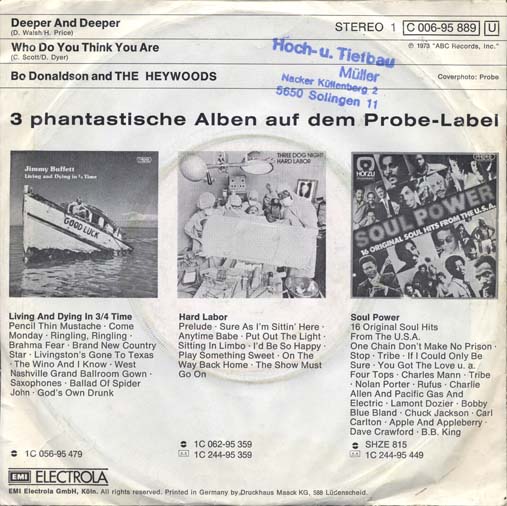 Deeper And Deeper
(D. Walsh/H. Price)
STEREO 1 C 006-95 889 U
Who Do You Think You Are
(C. Scott/D. Dyer)
℗ 1973 "ABC Records, Inc."
Bo Donaldson and THE HEYWOODS
Coverphoto: Probe
Hoch- u. Tiefbau
Müller
Nacker Küllenberg 2
5650 Solingen 11
3 phantastische Alben auf dem Probe-Label
Jimmy Buffett
Living and Dying in ¾ Time
GOOD LUCK
THREE DOG NIGHT
HARD LABOR
HORZU
SOUL POWER
16 ORIGINAL SOUL HITS FROM THE U.S.A.
Living And Dying In 3/4 Time
Pencil Thin Mustache · Come
Monday · Ringling, Ringling ·
Brahma Fear · Brand New Country
Star · Livingston's Gone To Texas
· The Wino And I Know · West
Nashville Grand Ballroom Gown ·
Saxophones · Ballad Of Spider
John · God's Own Drunk
1C 056-95 479
Hard Labor
Prelude · Sure As I'm Sittin' Here ·
Anytime Babe · Put Out The Light ·
Sitting In Limbo · I'd Be So Happy ·
Play Something Sweet · On The
Way Back Home · The Show Must
Go On
1C 062-95 359
1C 244-95 359
Soul Power
16 Original Soul Hits
From The U.S.A.
One Chain Don't Make No Prison ·
Stop · Tribe · If I Could Only Be
Sure · You Got The Love u. a.
Four Tops · Charles Mann · Tribe
· Nolan Porter · Rufus · Charlie
Allen And Pacific Gas And
Electric · Lamont Dozier · Bobby
Blue Bland · Chuck Jackson · Carl
Carlton · Apple And Appleberry ·
Dave Crawford · B.B. King
SHZE 815
1C 244-95 449
EMI ELECTROLA
EMI Electrola GmbH, Köln. All rights reserved. Printed in Germany by Druckhaus Maack KG, 588 Lüdenscheid.